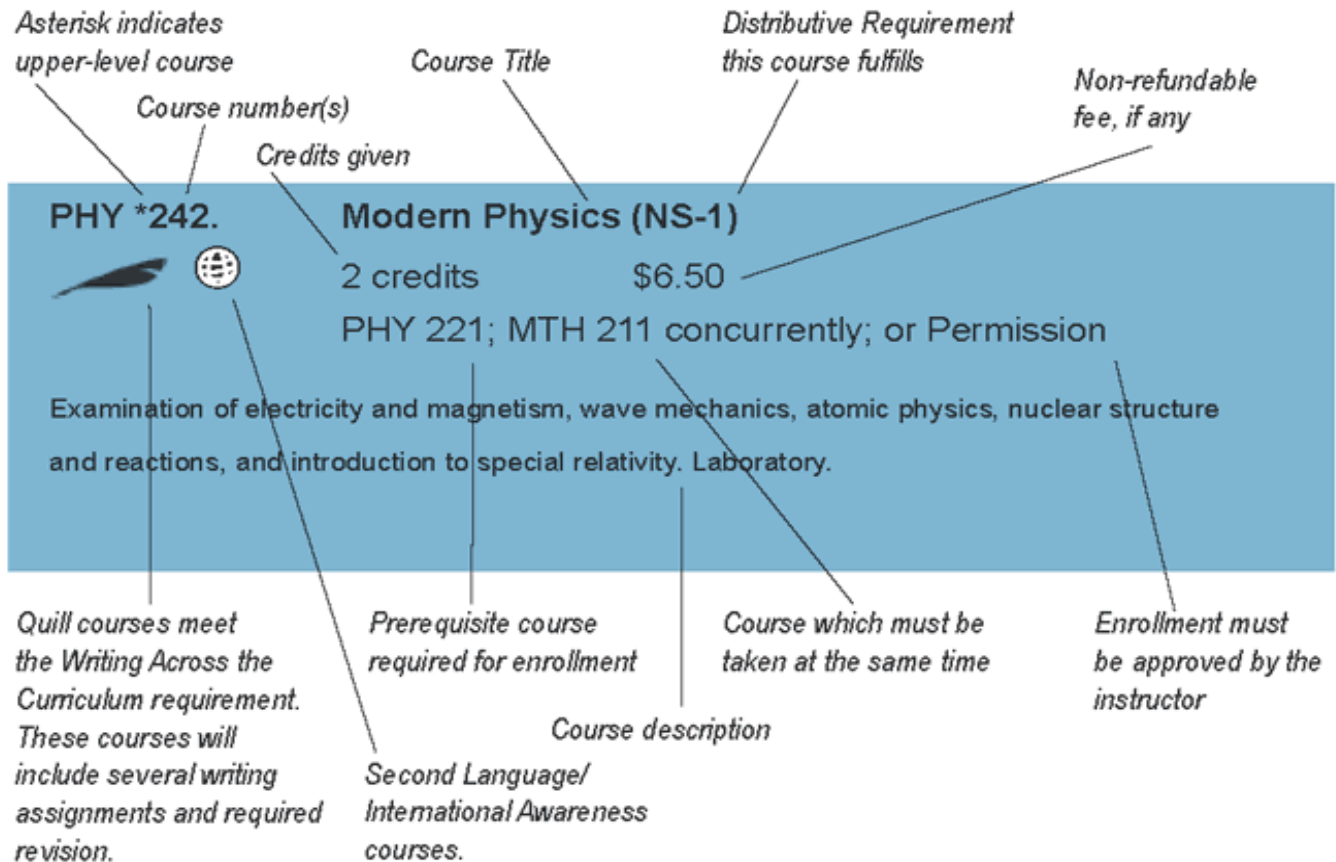 Asterisk indicates
upper-level course
Course number(s)
Credits given
Course Title
Distributive Requirement
this course fulfills
Non-refundable
fee, if any
PHY *242. Modern Physics (NS-1)
2 credits $6.50
PHY 221; MTH 211 concurrently; or Permission
Examination of electricity and magnetism, wave mechanics, atomic physics, nuclear structure
and reactions, and introduction to special relativity. Laboratory.
Quill courses meet
the Writing Across the
Curriculum requirement.
These courses will
include several writing
assignments and required
revision.
Prerequisite course
required for enrollment
Course which must be
taken at the same time
Enrollment must
be approved by the
instructor
Course description
Second Language/
International Awareness
courses.